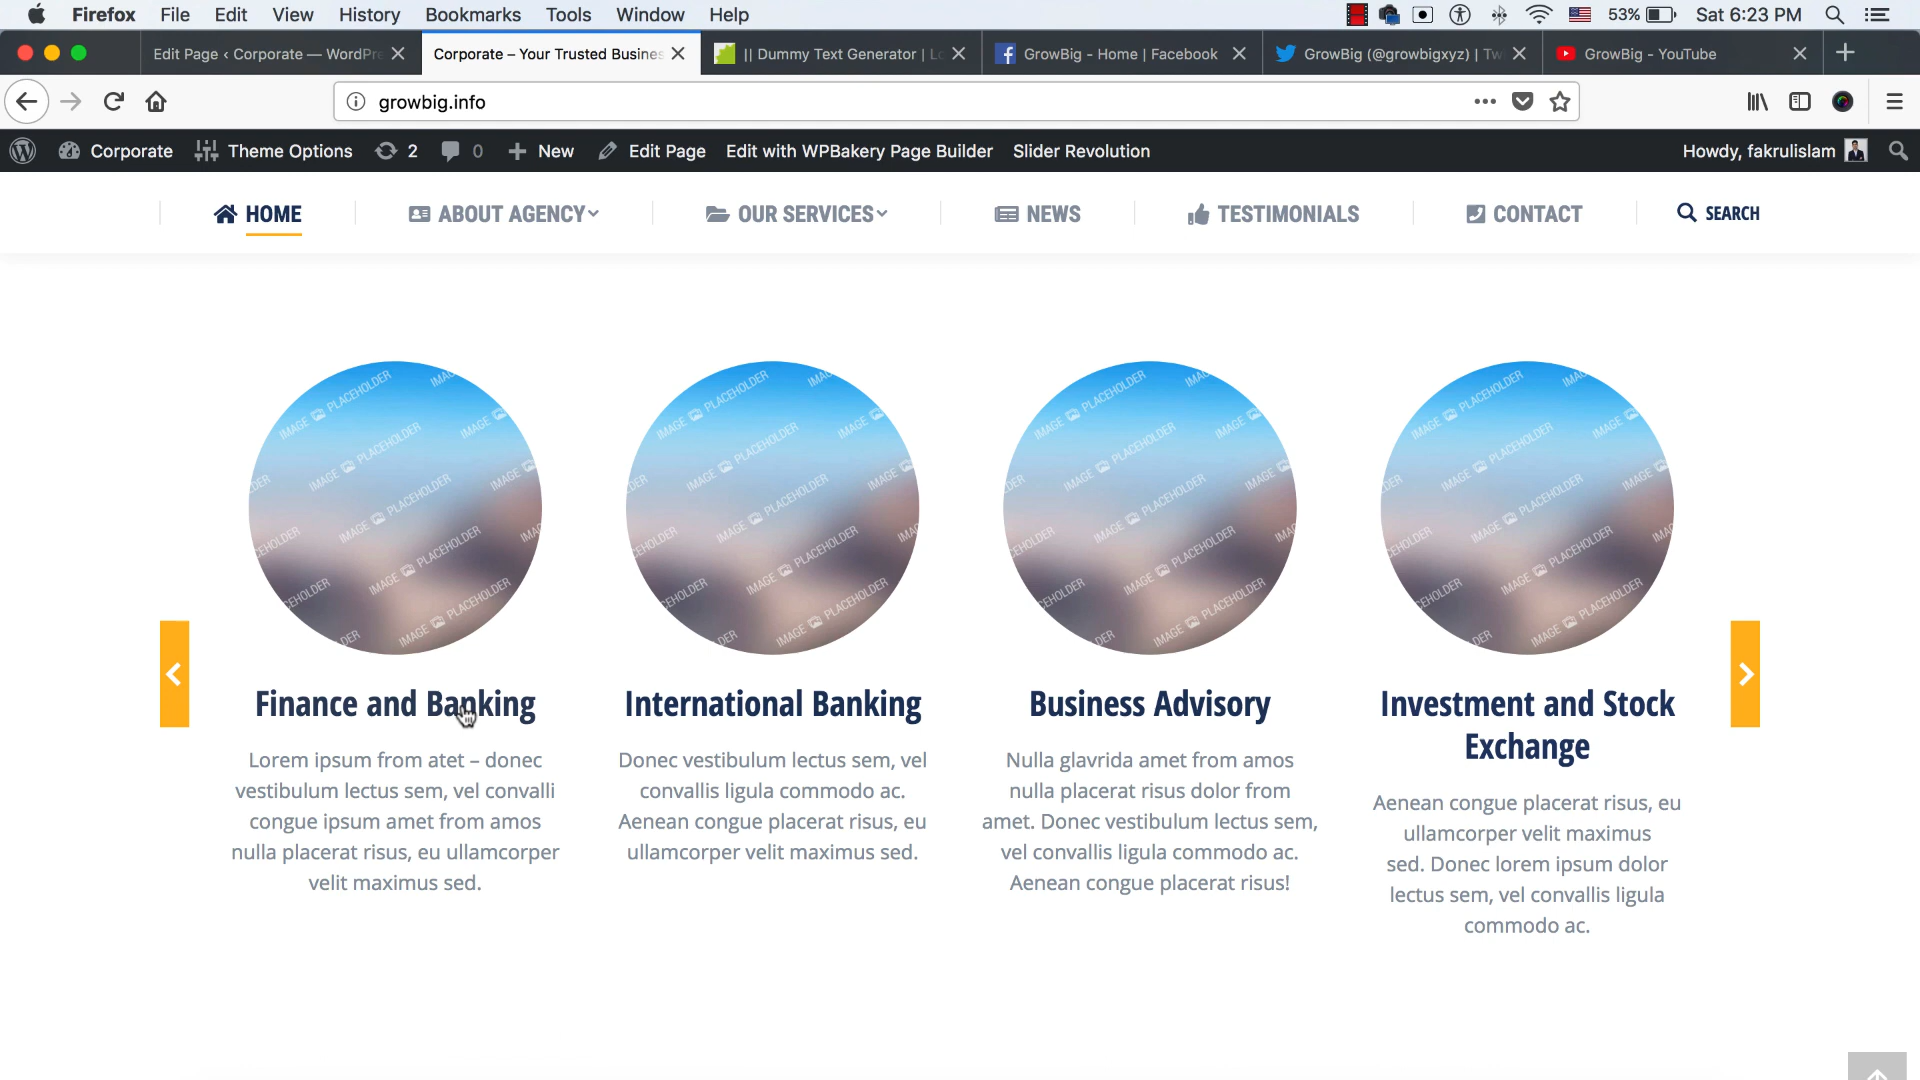 Firefox File Edit View History Bookmarks Tools Window Help 53% Sat 6:23 PM
Edit Page ‹ Corporate — WordPre Corporate – Your Trusted Busines || Dummy Text Generator | Lo GrowBig - Home | Facebook GrowBig (@growbigxyz) | Tw GrowBig - YouTube
growbig.info
Corporate Theme Options 2 0 New Edit Page Edit with WPBakery Page Builder Slider Revolution Howdy, fakrulislam
HOME ABOUT AGENCY OUR SERVICES NEWS TESTIMONIALS CONTACT SEARCH
IMAGE PLACEHOLDER
IMAGE PLACEHOLDER
IMAGE PLACEHOLDER
IMAGE PLACEHOLDER
Finance and Banking
Lorem ipsum from atet – donec
vestibulum lectus sem, vel convalli
congue ipsum amet from amos
nulla placerat risus, eu ullamcorper
velit maximus sed.
International Banking
Donec vestibulum lectus sem, vel
convallis ligula commodo ac.
Aenean congue placerat risus, eu
ullamcorper velit maximus sed.
Business Advisory
Nulla glavrida amet from amos
nulla placerat risus dolor from
amet. Donec vestibulum lectus sem,
vel convallis ligula commodo ac.
Aenean congue placerat risus!
Investment and Stock
Exchange
Aenean congue placerat risus, eu
ullamcorper velit maximus
sed. Donec lorem ipsum dolor
lectus sem, vel convallis ligula
commodo ac.